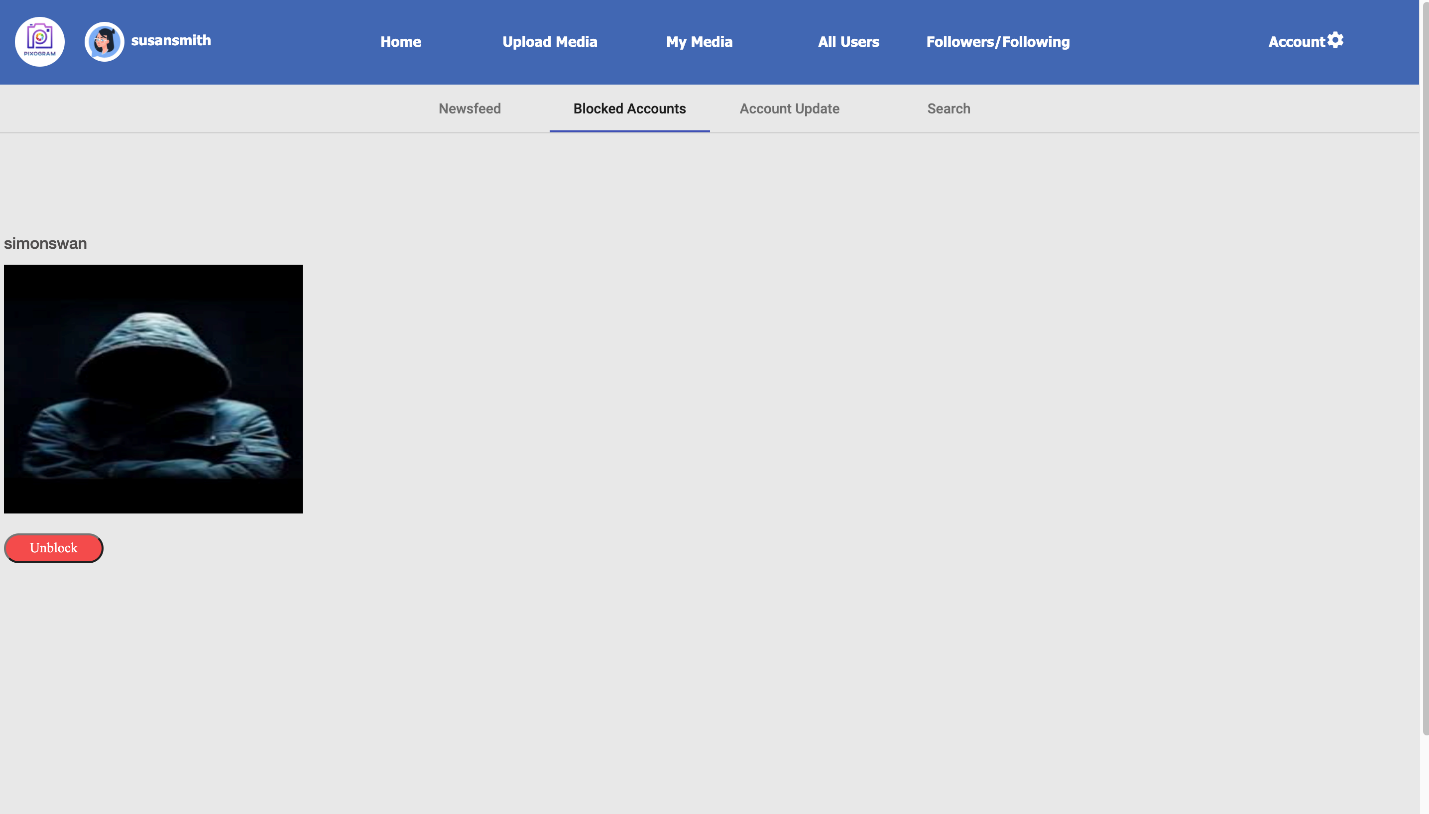 PIXOGRAM
susansmith
Home
Upload Media
My Media
All Users
Followers/Following
Account
Newsfeed
Blocked Accounts
Account Update
Search
simonswan
Unblock